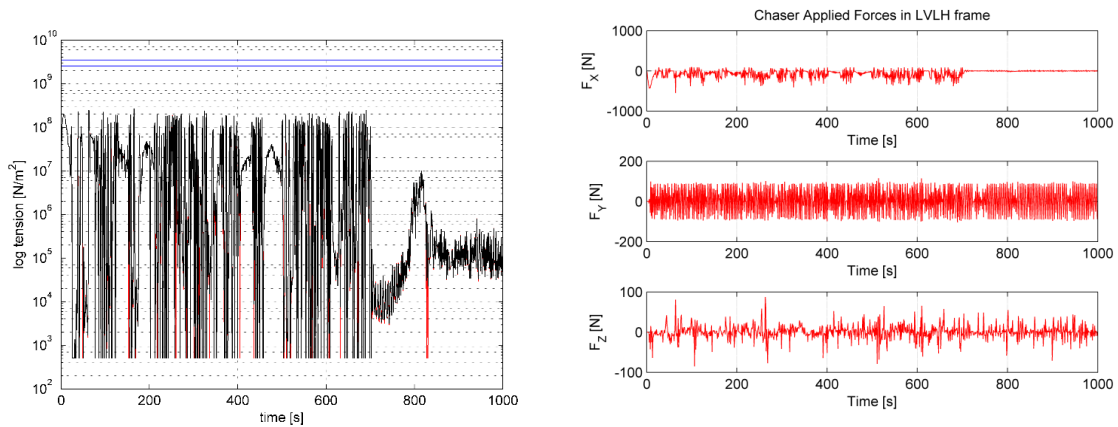 10^10
10^9
10^8
10^7
10^6
10^5
10^4
10^3
10^2
log tension [N/m^2]
0 200 400 600 800 1000
time [s]
Chaser Applied Forces in LVLH frame
1000
0
-1000
F_X [N]
0 200 400 600 800 1000
Time [s]
200
0
-200
F_Y [N]
0 200 400 600 800 1000
Time [s]
100
0
-100
F_Z [N]
0 200 400 600 800 1000
Time [s]